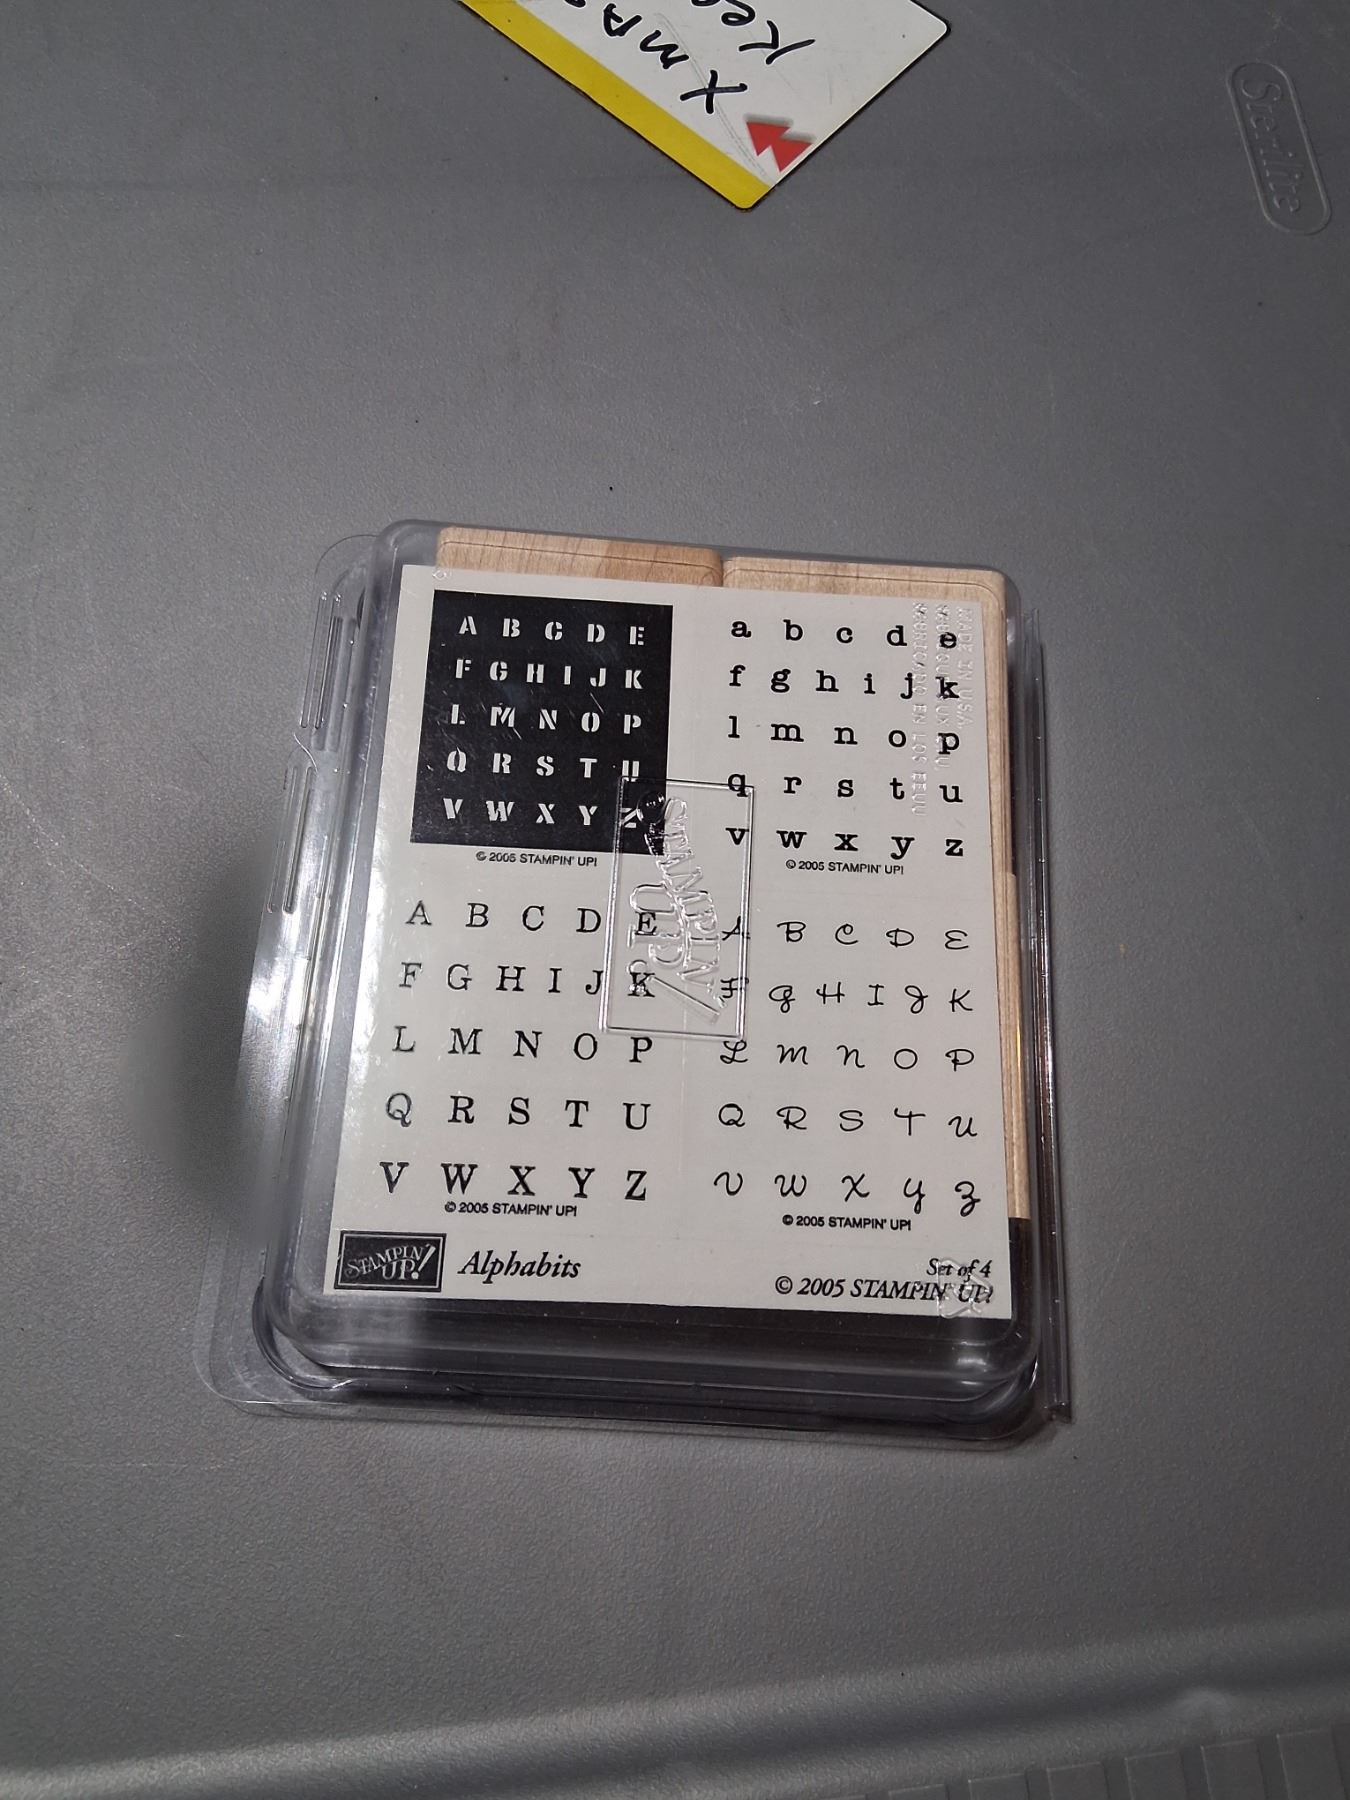 XMAS
Sterilite
A B C D E
F G H I J K
L M N O P
Q R S T U
V W X Y Z
© 2005 STAMPIN' UP!
a b c d e
f g h i j k
l m n o p
q r s t u
v w x y z
© 2005 STAMPIN' UP!
MADE IN USA
STAMPIN'
UP!
A B C D E
F G H I J K
L M N O P
Q R S T U
V W X Y Z
© 2005 STAMPIN' UP!
A B C D E
F G H I J K
L M N O P
Q R S T U
V W X Y Z
© 2005 STAMPIN' UP!
STAMPIN'
UP!
Alphabits
Set of 4
© 2005 STAMPIN' UP!